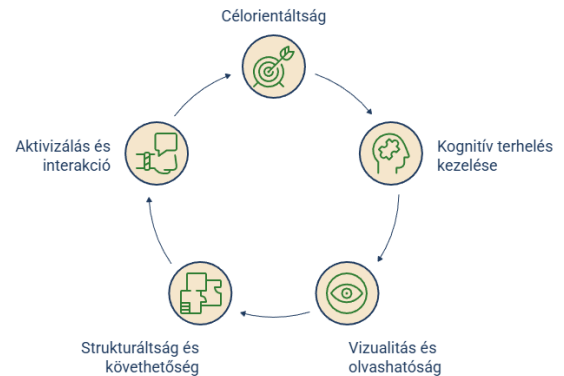 Célorientáltság
Kognitív terhelés
kezelése
Vizualitás és
olvashatóság
Strukturáltság és
követhetőség
Aktivizálás és
interakció